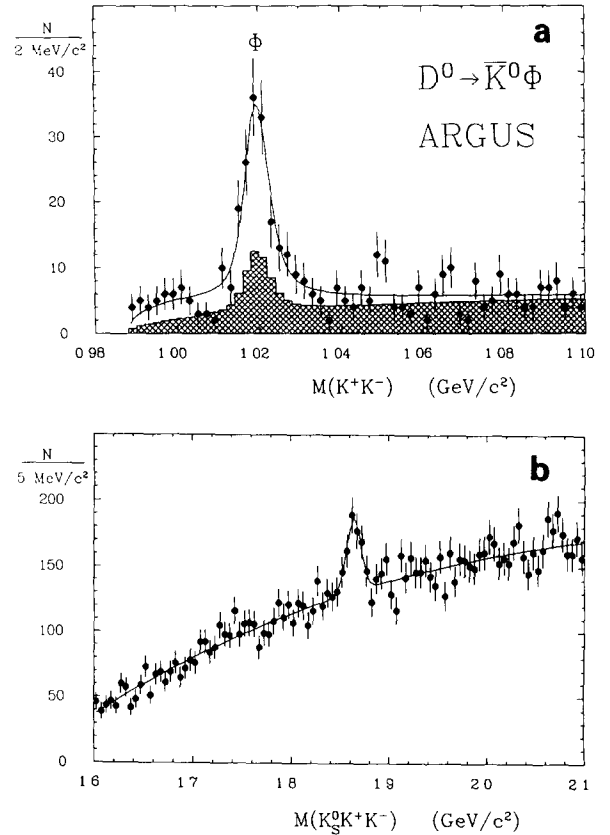 N
2 MeV/c²
Φ
a
D⁰ → K̅⁰Φ
ARGUS
40
30
20
10
0
0 98
1 00
1 02
1 04
1 06
1 08
1 10
M(K⁺K⁻) (GeV/c²)
N
5 MeV/c²
b
200
150
100
50
0
1 6
1 7
1 8
1 9
2 0
2 1
M(K⁰SK⁺K⁻) (GeV/c²)